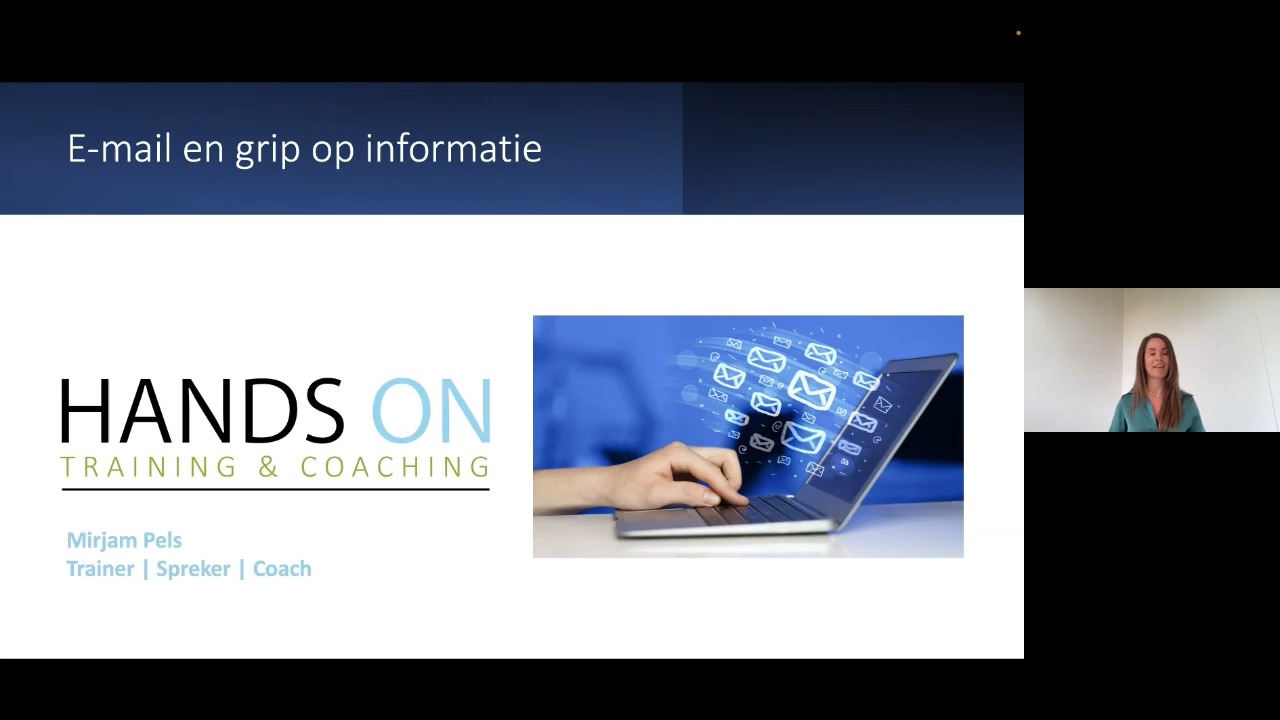 E-mail en grip op informatie
HANDS ON
TRAINING & COACHING
Mirjam Pels
Trainer | Spreker | Coach